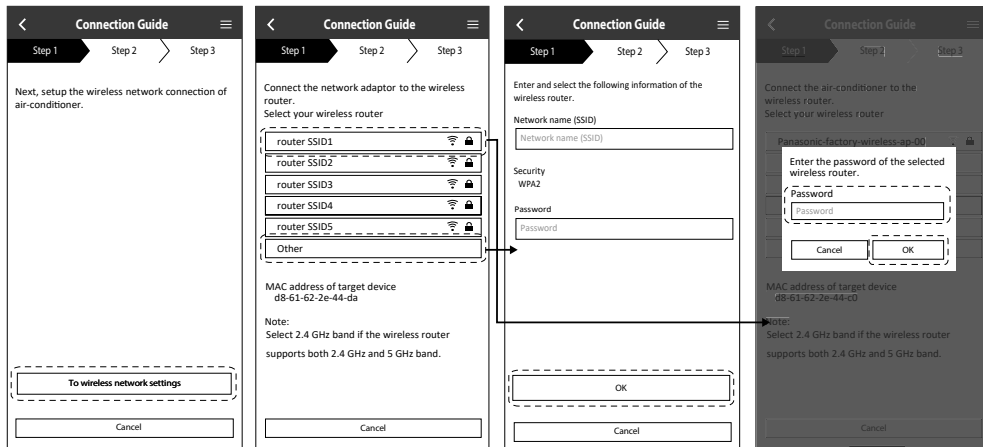 Connection Guide
Step 1
Step 2
Step 3
Next, setup the wireless network connection of
air-conditioner.
To wireless network settings
Cancel
Connection Guide
Step 1
Step 2
Step 3
Connect the network adaptor to the wireless
router.
Select your wireless router
router SSID1
router SSID2
router SSID3
router SSID4
router SSID5
Other
MAC address of target device
d8-61-62-2e-44-da
Note:
Select 2.4 GHz band if the wireless router
supports both 2.4 GHz and 5 GHz band.
Cancel
Connection Guide
Step 1
Step 2
Step 3
Enter and select the following information of the
wireless router.
Network name (SSID)
Network name (SSID)
Security
WPA2
Password
Password
OK
Cancel
Connection Guide
Step 1
Step 2
Step 3
Connect the air-conditioner to the
wireless router.
Select your wireless router
Panasonic-factory-wireless-ap-00
Enter the password of the selected
wireless router.
Password
Password
Cancel
OK
MAC address of target device
d8-61-62-2e-44-c0
Note:
Select 2.4 GHz band if the wireless router
supports both 2.4 GHz and 5 GHz band.
Cancel